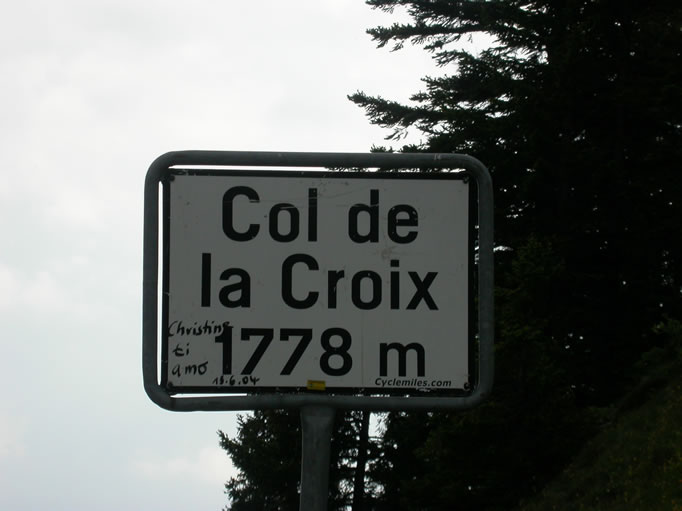 Col de
la Croix
1778 m
Christine
ti
amo
13.6.04
Cyclemiles.com